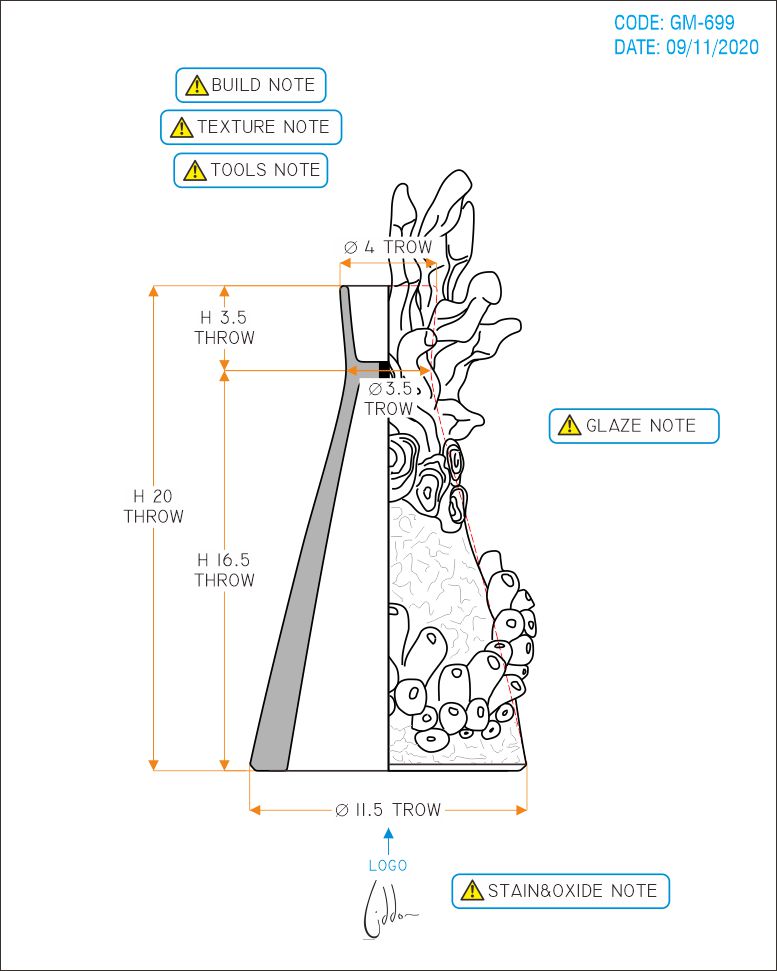 CODE: GM-699
DATE: 09/11/2020
BUILD NOTE
TEXTURE NOTE
TOOLS NOTE
Ø 4 TROW
H 3.5
THROW
Ø3.5
TROW
GLAZE NOTE
H 20
THROW
H 16.5
THROW
Ø 11.5 TROW
LOGO
STAIN&OXIDE NOTE